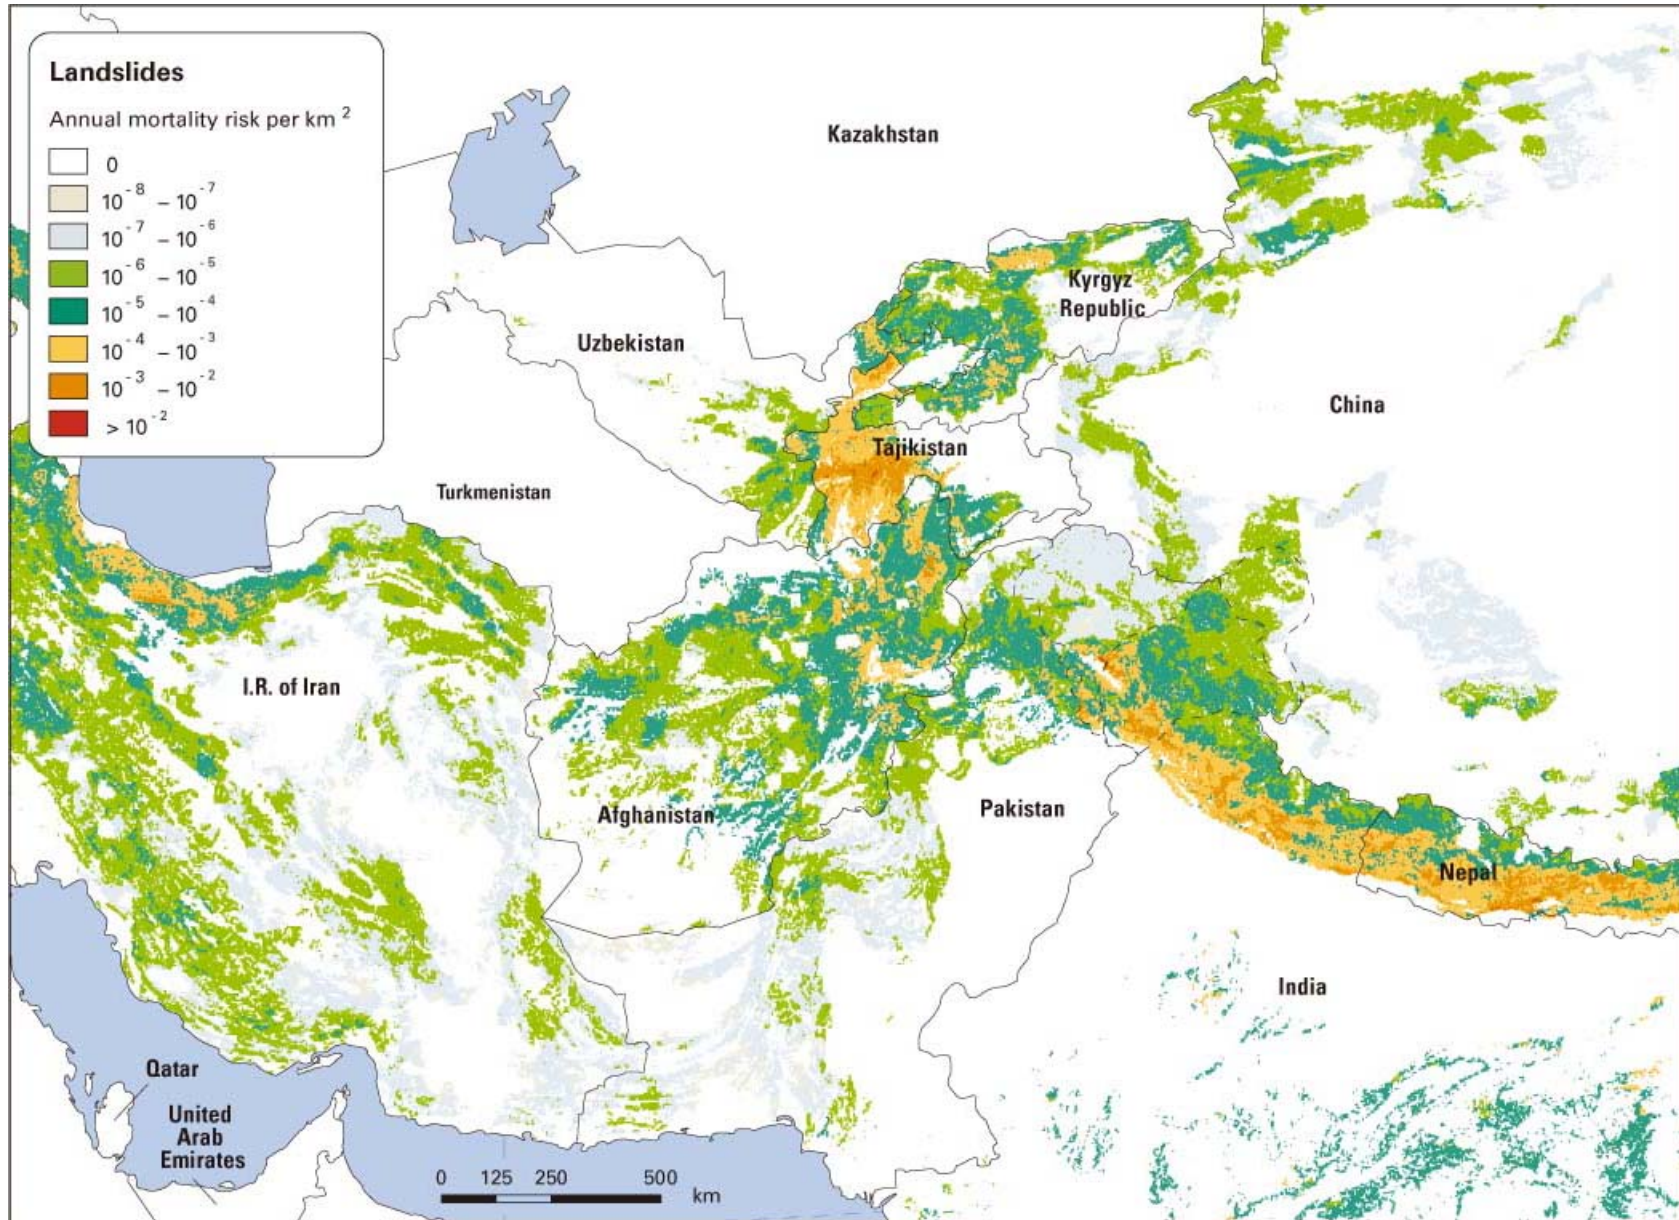 Landslides
Annual mortality risk per km ²
0
10⁻⁸ – 10⁻⁷
10⁻⁷ – 10⁻⁶
10⁻⁶ – 10⁻⁵
10⁻⁵ – 10⁻⁴
10⁻⁴ – 10⁻³
10⁻³ – 10⁻²
> 10⁻²
Kazakhstan
Kyrgyz
Republic
Uzbekistan
China
Tajikistan
Turkmenistan
I.R. of Iran
Afghanistan
Pakistan
Nepal
India
Qatar
United
Arab
Emirates
0 125 250 500
km